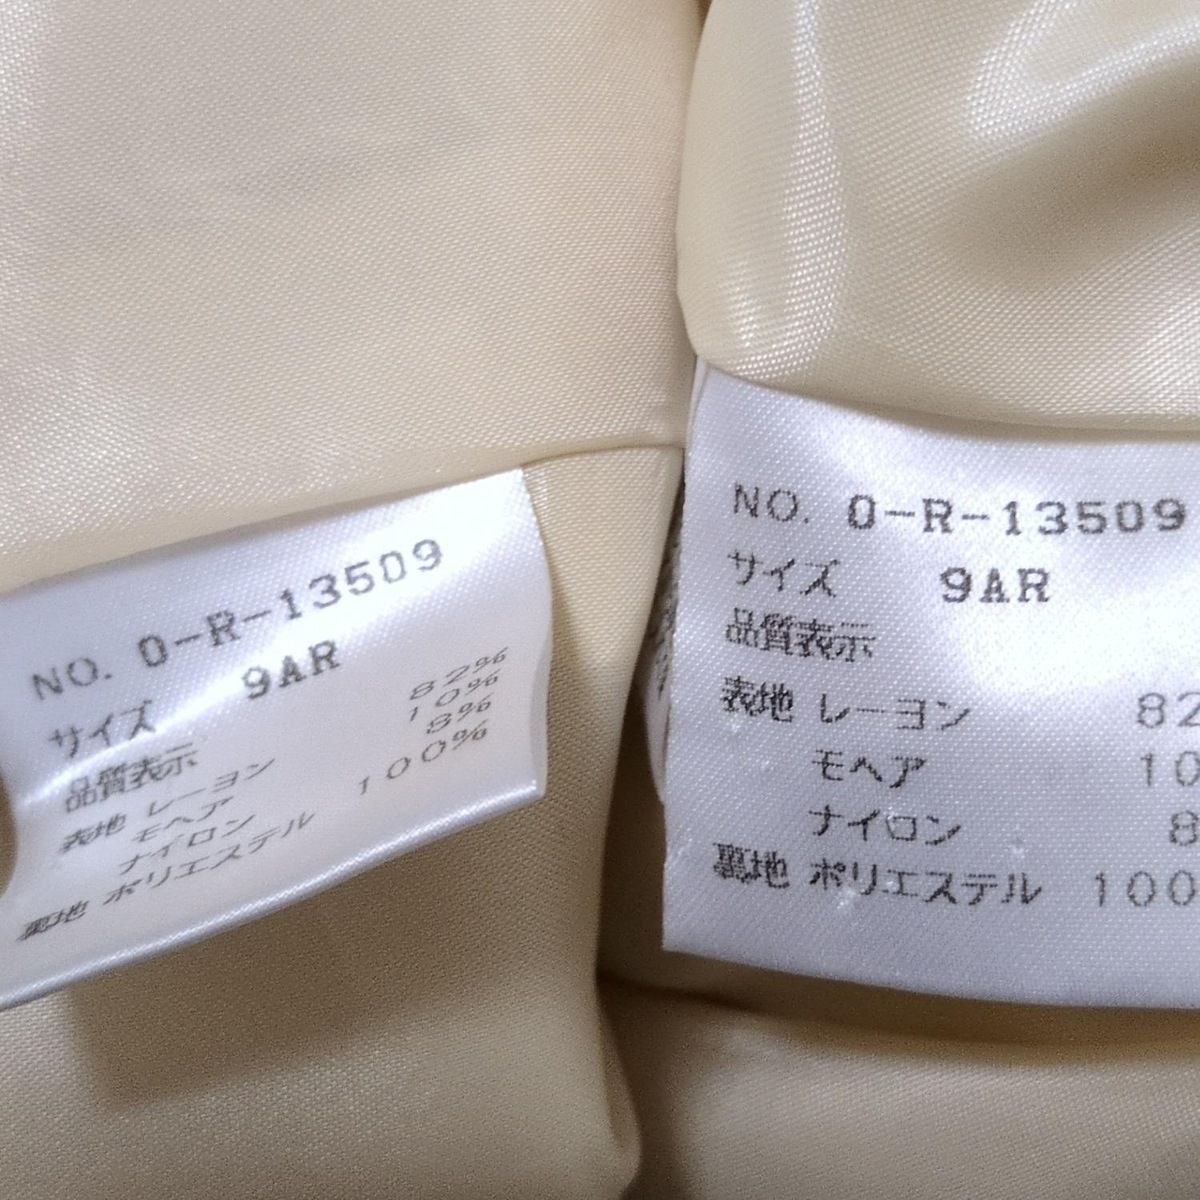 NO. 0-R-13509
サイズ 9AR
品質表示
表地 レーヨン 82%
モヘア 10%
ナイロン 8%
裏地 ポリエステル 100%
NO. 0-R-13509
サイズ 9AR
品質表示
表地 レーヨン 82
モヘア 10
ナイロン 8
裏地 ポリエステル 100